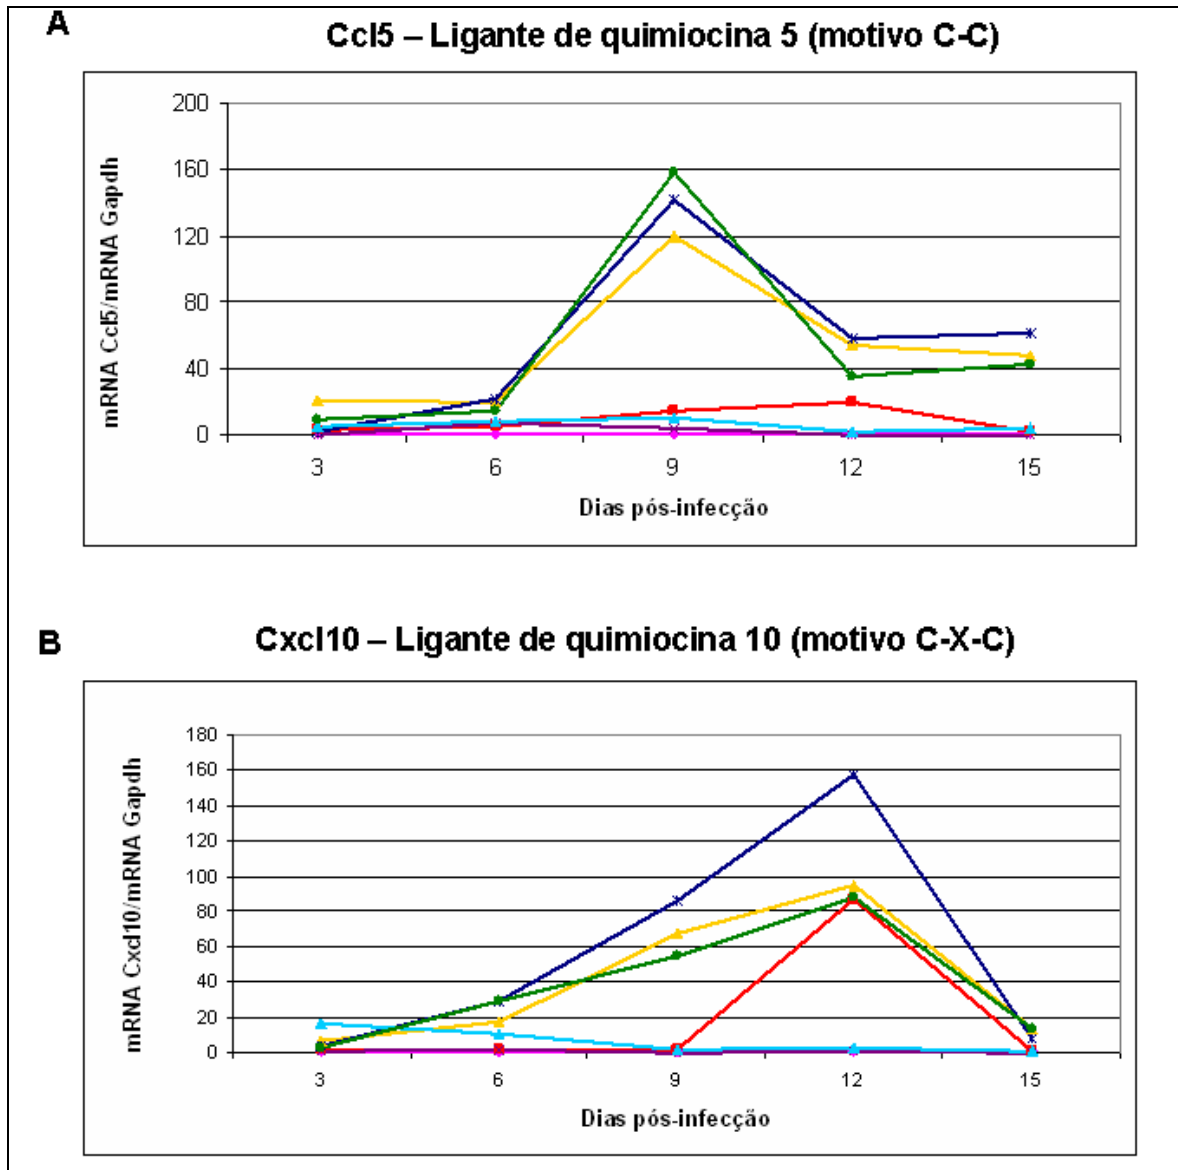 A
Ccl5 – Ligante de quimiocina 5 (motivo C-C)
mRNA Ccl5/mRNA Gapdh
200
160
120
80
40
0
3 6 9 12 15
Dias pós-infecção
B
Cxcl10 – Ligante de quimiocina 10 (motivo C-X-C)
mRNA Cxcl10/mRNA Gapdh
180
160
140
120
100
80
60
40
20
0
3 6 9 12 15
Dias pós-infecção